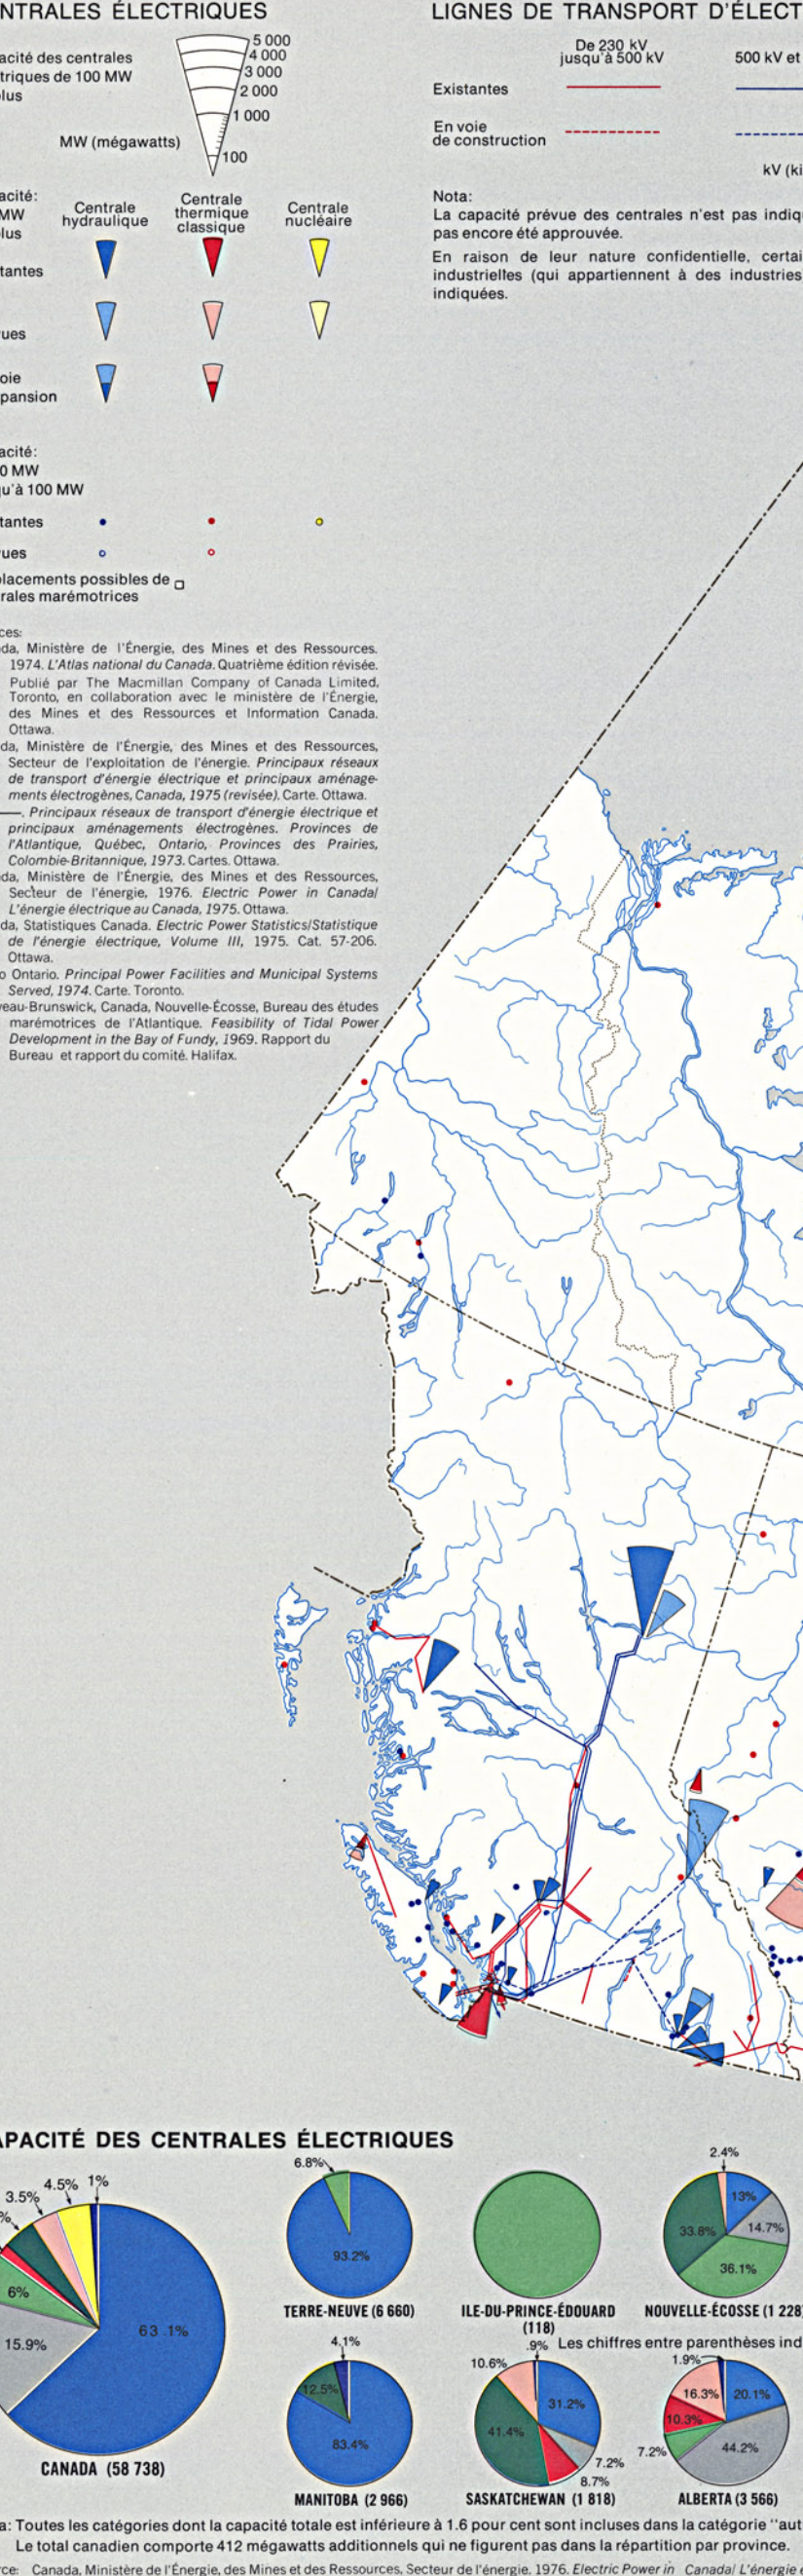 NTRALES ÉLECTRIQUES
acité des centrales
triques de 100 MW
lus
5 000
4 000
3 000
2 000
1 000
100
MW (mégawatts)
acité:
MW
lus
Centrale
hydraulique
Centrale
thermique
classique
Centrale
nucléaire
tantes
ues
oie
pansion
acité:
0 MW
u'à 100 MW
tantes
ues
lacements possibles de
rales marémotrices
LIGNES DE TRANSPORT D'ÉLECT
De 230 kV
jusqu'à 500 kV
500 kV et
Existantes
En voie
de construction
kV (ki
Nota:
La capacité prévue des centrales n'est pas indiq
pas encore été approuvée.
En raison de leur nature confidentielle, certai
industrielles (qui appartiennent à des industries
indiquées.
ces:
da, Ministère de l'Énergie, des Mines et des Ressources.
1974. L'Atlas national du Canada. Quatrième édition révisée.
Publié par The Macmillan Company of Canada Limited,
Toronto, en collaboration avec le ministère de l'Énergie,
des Mines et des Ressources et Information Canada.
Ottawa.
da, Ministère de l'Énergie, des Mines et des Ressources,
Secteur de l'exploitation de l'énergie. Principaux réseaux
de transport d'énergie électrique et principaux aménage-
ments électrogènes, Canada, 1975 (revisée). Carte. Ottawa.
——. Principaux réseaux de transport d'énergie électrique et
principaux aménagements électrogènes. Provinces de
l'Atlantique, Québec, Ontario, Provinces des Prairies,
Colombie-Britannique, 1973. Cartes. Ottawa.
da, Ministère de l'Énergie, des Mines et des Ressources,
Secteur de l'énergie, 1976. Electric Power in Canada/
L'énergie électrique au Canada, 1975. Ottawa.
da, Statistiques Canada. Electric Power Statistics/Statistique
de l'énergie électrique, Volume III, 1975. Cat. 57-206.
Ottawa.
o Ontario. Principal Power Facilities and Municipal Systems
Served, 1974. Carte. Toronto.
eau-Brunswick, Canada, Nouvelle-Écosse, Bureau des études
marémotrices de l'Atlantique. Feasibility of Tidal Power
Development in the Bay of Fundy, 1969. Rapport du
Bureau et rapport du comité. Halifax.
APACITÉ DES CENTRALES ÉLECTRIQUES
%
3.5%
4.5%
1%
6%
15.9%
63.1%
CANADA (58 738)
6.8%
93.2%
TERRE-NEUVE (6 660)
ILE-DU-PRINCE-ÉDOUARD
(118)
2.4%
13%
14.7%
33.8%
36.1%
NOUVELLE-ÉCOSSE (1 228)
Les chiffres entre parenthèses ind
4.1%
12.5%
83.4%
MANITOBA (2 966)
.9%
10.6%
31.2%
41.4%
7.2%
8.7%
SASKATCHEWAN (1 818)
1.9%
16.3%
20.1%
10.3%
7.2%
44.2%
ALBERTA (3 566)
a: Toutes les catégories dont la capacité totale est inférieure à 1.6 pour cent sont incluses dans la catégorie "aut
Le total canadien comporte 412 mégawatts additionnels qui ne figurent pas dans la répartition par province.
rce: Canada, Ministère de l'Énergie, des Mines et des Ressources, Secteur de l'énergie. 1976. Electric Power in Canada/ L'énergie